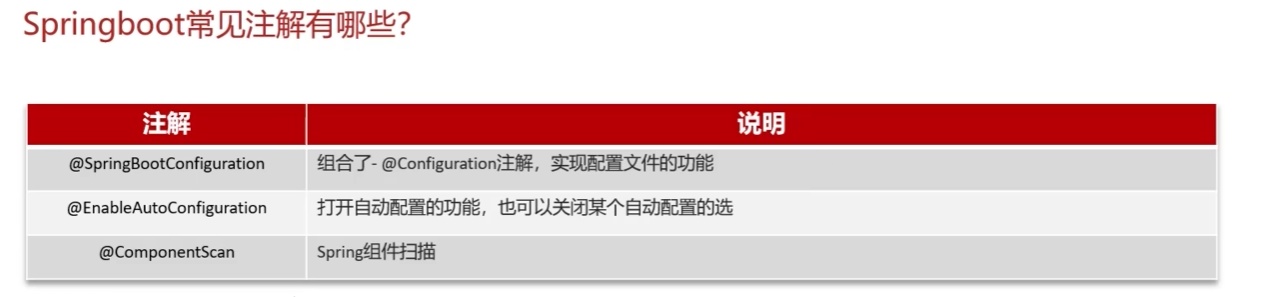 Springboot常见注解有哪些?
注解 说明
@SpringBootConfiguration 组合了- @Configuration注解，实现配置文件的功能
@EnableAutoConfiguration 打开自动配置的功能，也可以关闭某个自动配置的选
@ComponentScan Spring组件扫描